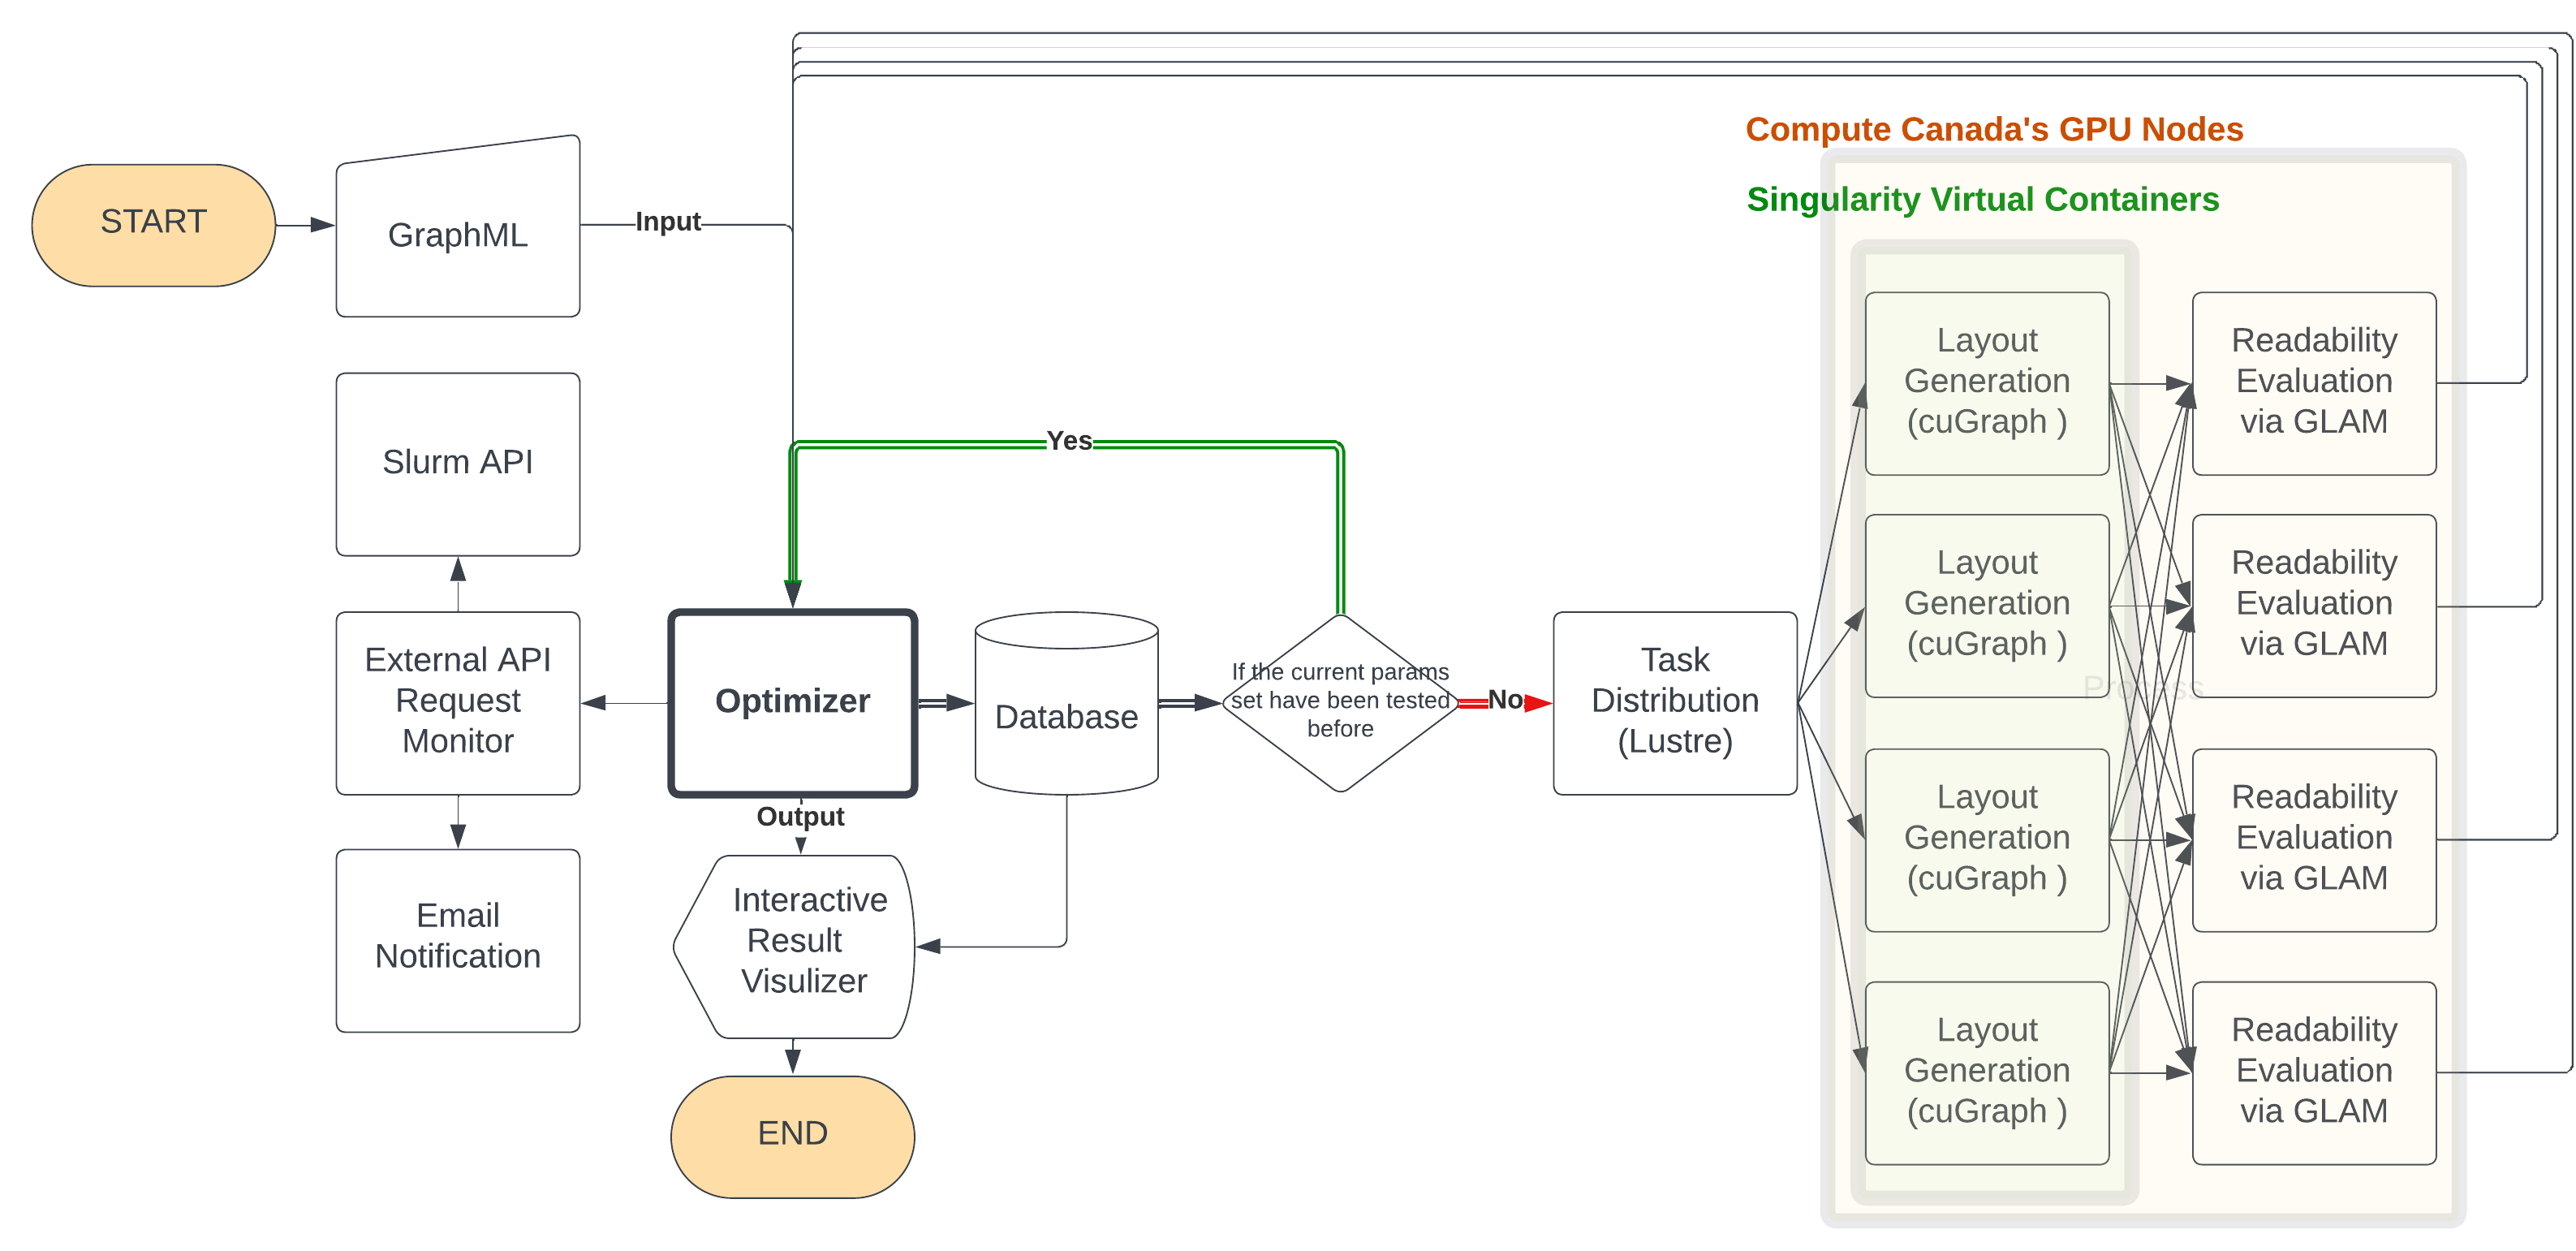 START
GraphML
Input
Compute Canada's GPU Nodes
Singularity Virtual Containers
Slurm API
External API
Request
Monitor
Email
Notification
Yes
Optimizer
Output
Database
If the current params
set have been tested
before
No
Task
Distribution
(Lustre)
Interactive
Result
Visulizer
END
Layout
Generation
(cuGraph )
Readability
Evaluation
via GLAM
Layout
Generation
(cuGraph )
Readability
Evaluation
via GLAM
Process
Layout
Generation
(cuGraph )
Readability
Evaluation
via GLAM
Layout
Generation
(cuGraph )
Readability
Evaluation
via GLAM